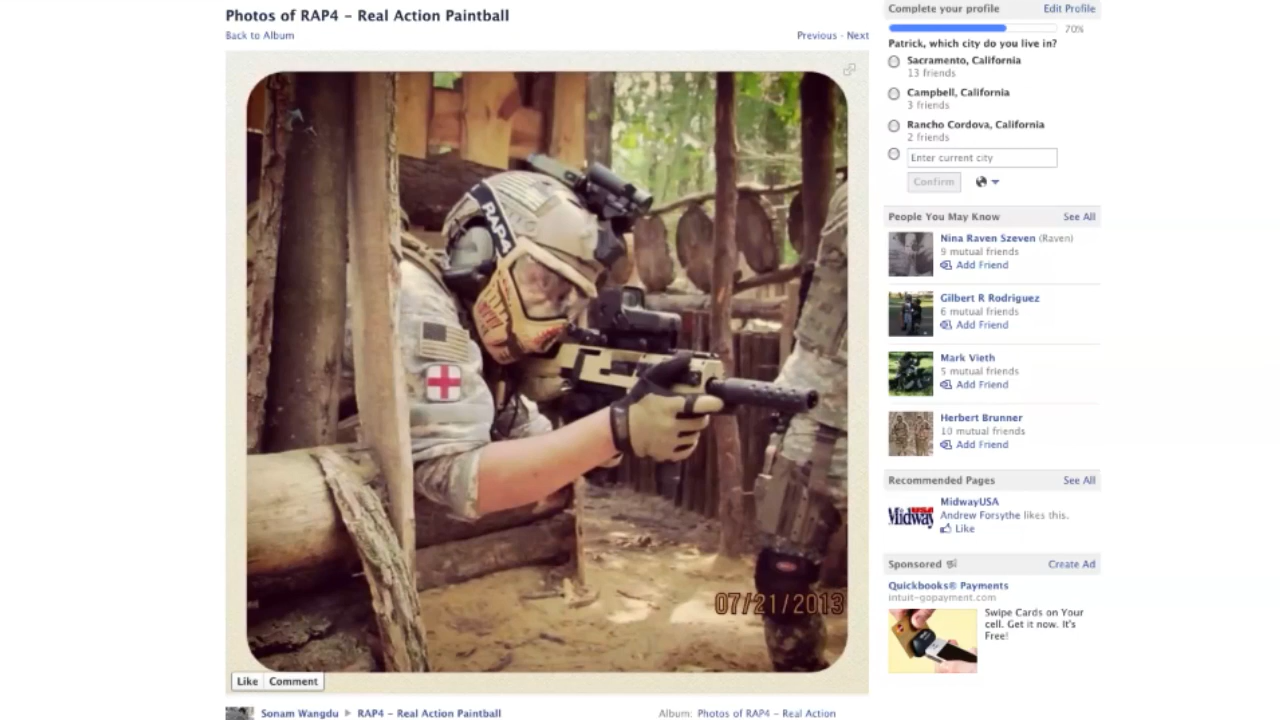 Photos of RAP4 – Real Action Paintball
Back to Album
Previous · Next
RAP4
07/21/2013
Like Comment
Sonam Wangdu ▶ RAP4 – Real Action Paintball
Album: Photos of RAP4 – Real Action
Complete your profile
Edit Profile
70%
Patrick, which city do you live in?
Sacramento, California
13 friends
Campbell, California
3 friends
Rancho Cordova, California
2 friends
Enter current city
Confirm
People You May Know
See All
Nina Raven Szeven (Raven)
9 mutual friends
Add Friend
Gilbert R Rodriguez
6 mutual friends
Add Friend
Mark Vieth
5 mutual friends
Add Friend
Herbert Brunner
10 mutual friends
Add Friend
Recommended Pages
See All
MidwayUSA
Midway USA
Andrew Forsythe likes this.
Like
Sponsored
Create Ad
Quickbooks® Payments
intuit-gopayment.com
Swipe Cards on Your
cell. Get it now. It's
Free!